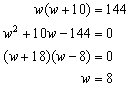 w(w+10) = 144
w² + 10w − 144 = 0
(w+18)(w−8) = 0
w = 8